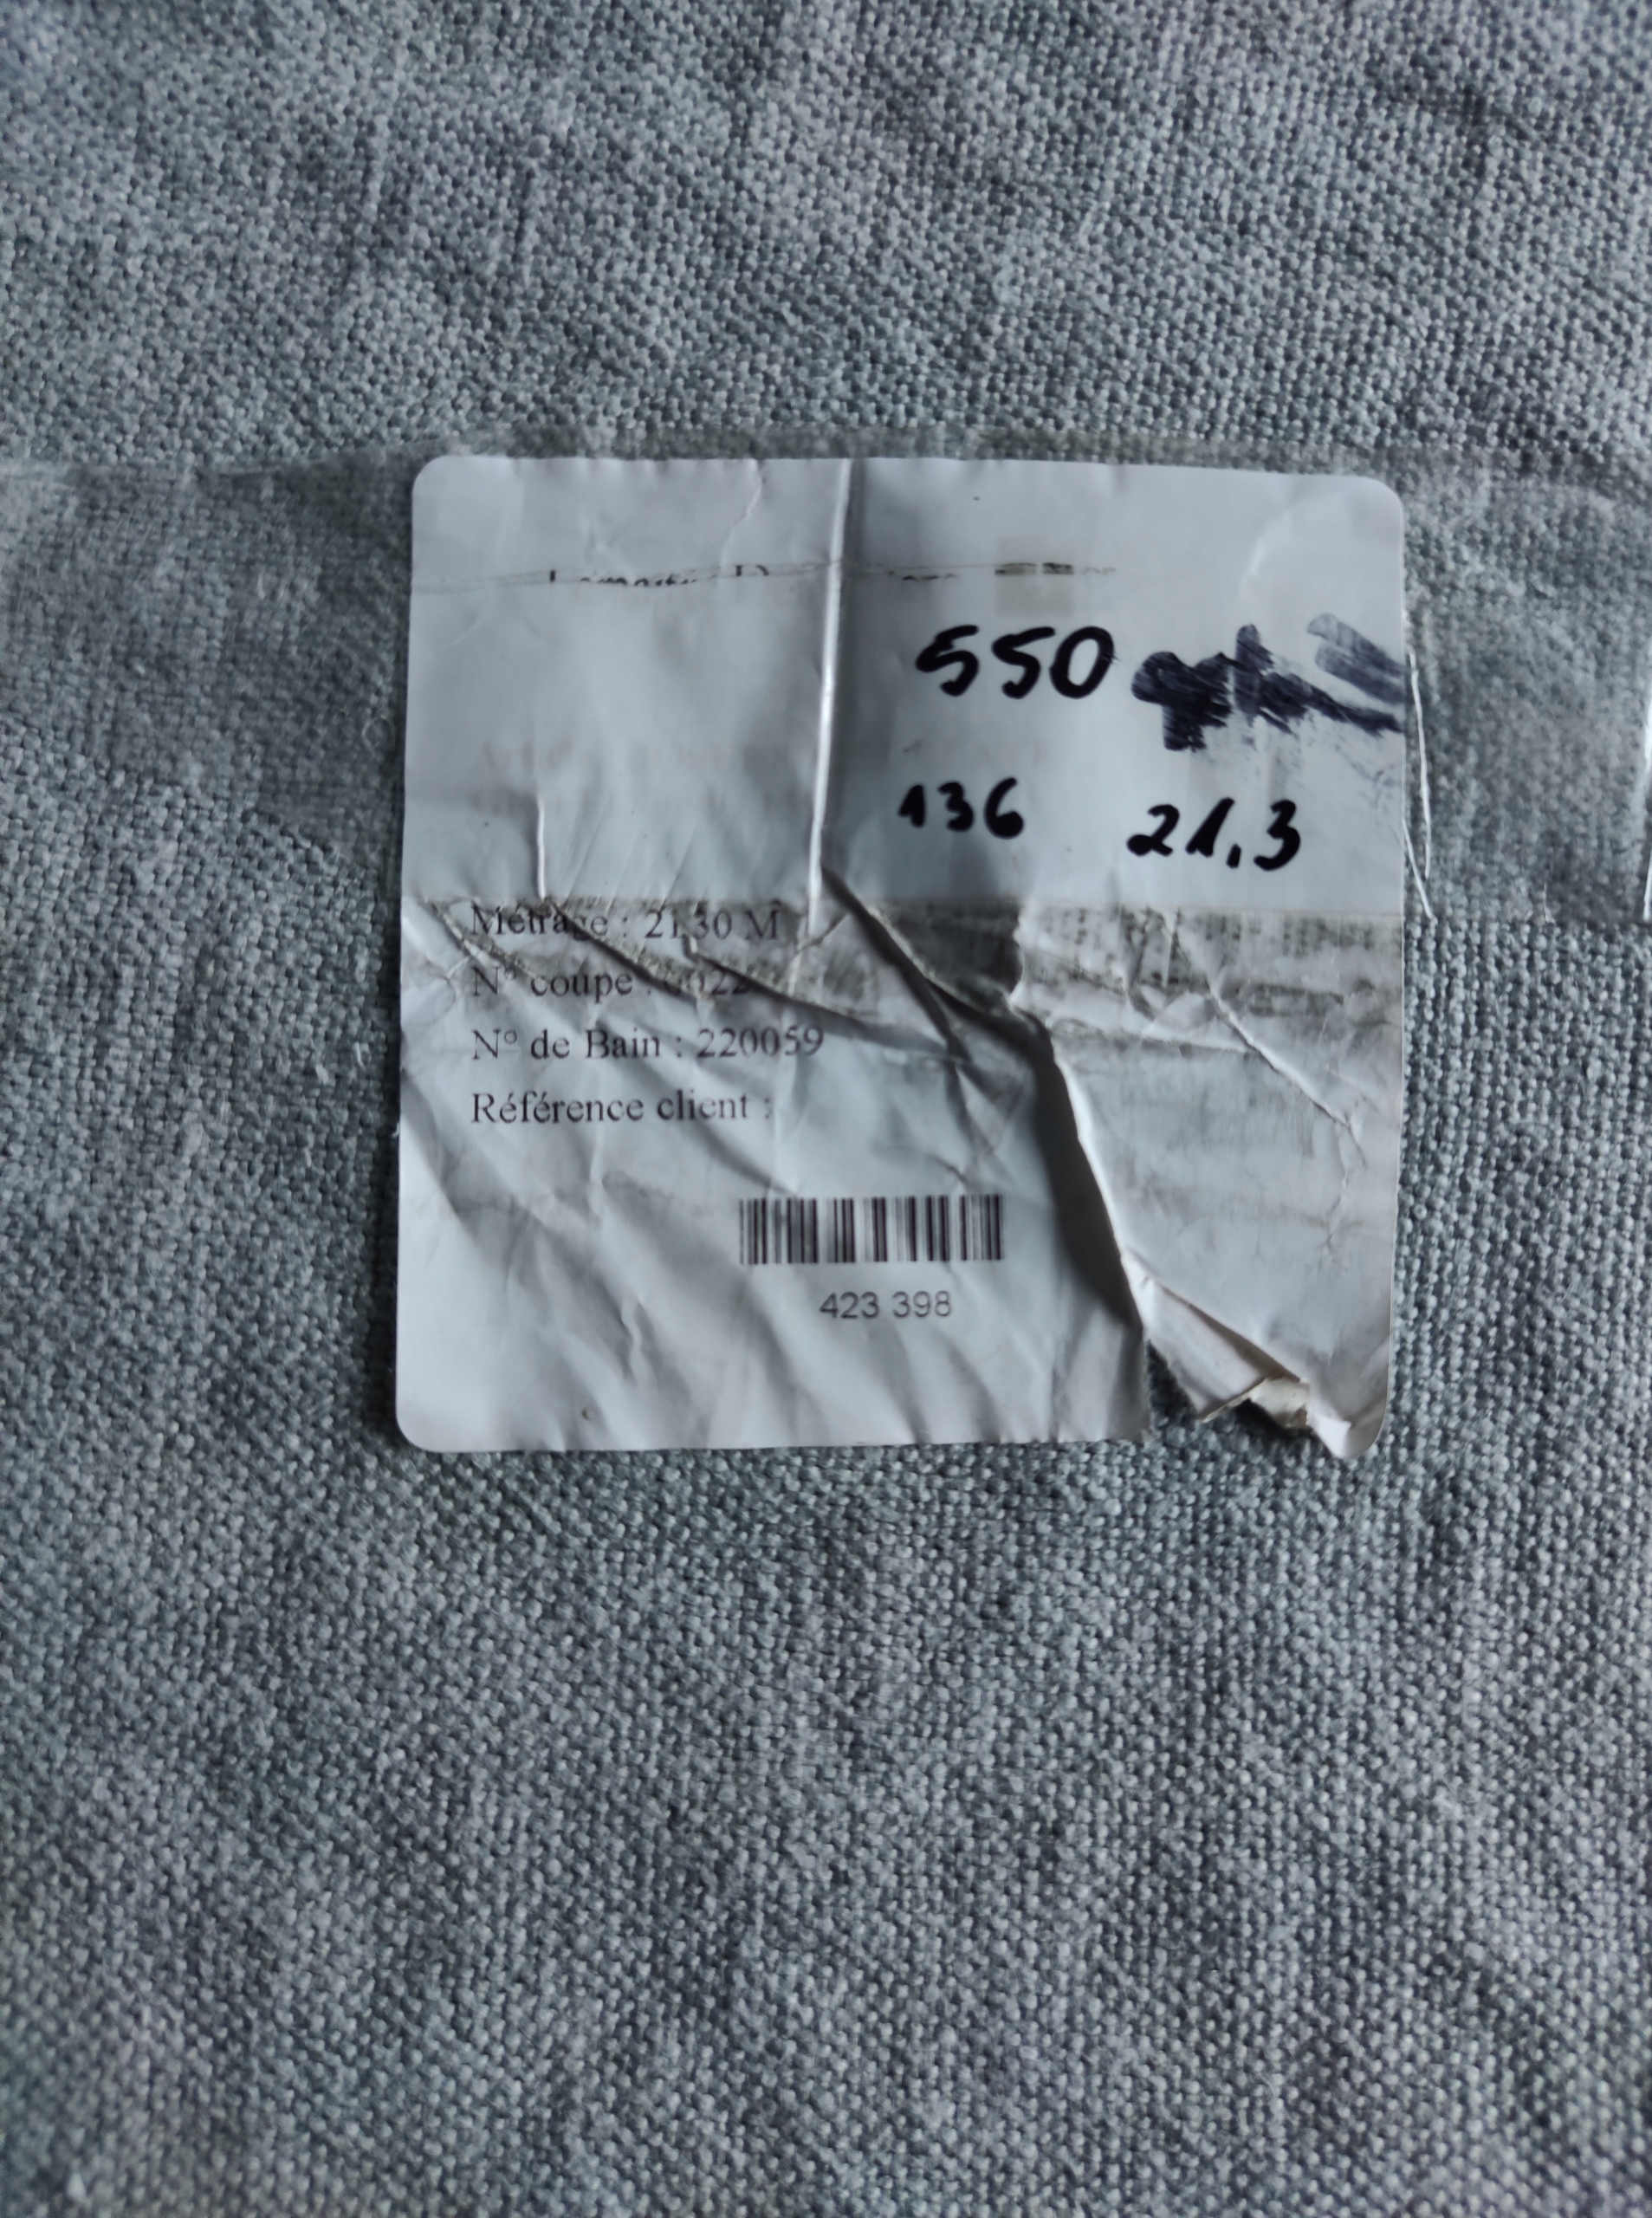 550
136 21.3
Métrage : 21,30 M
N° coupe :
N° de Bain : 220059
Référence client :
423 398